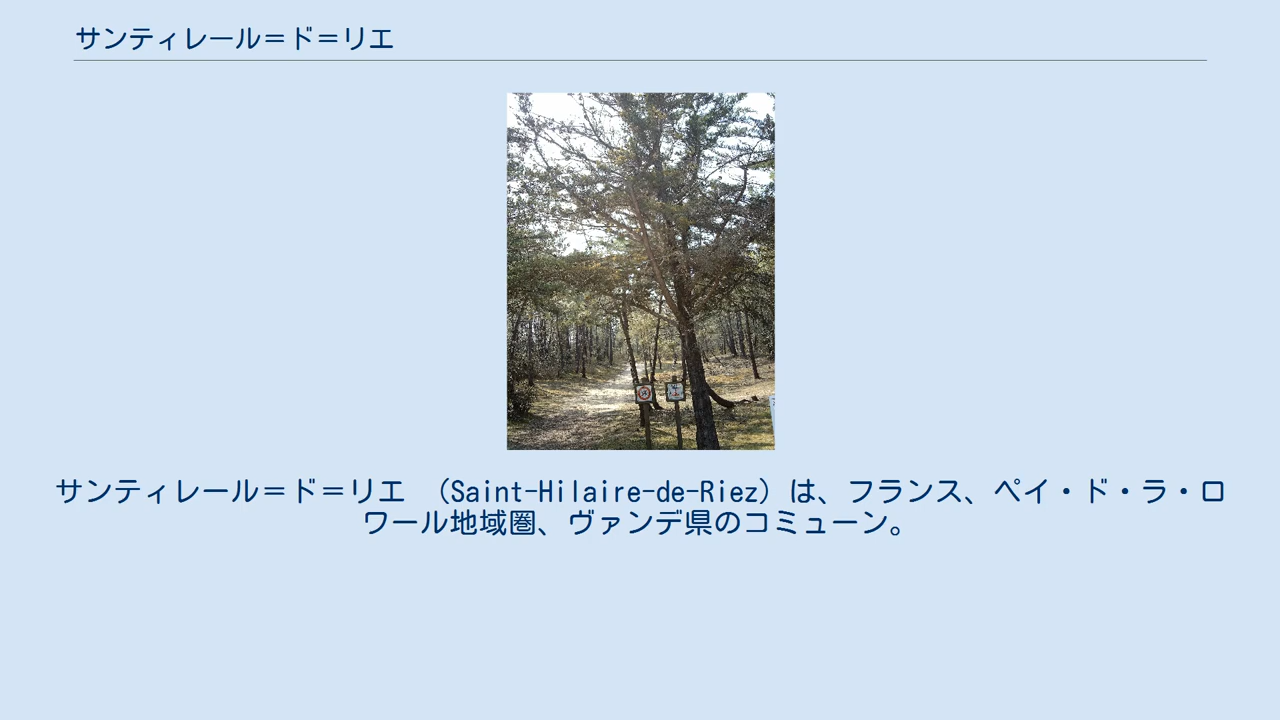 サンティレール＝ド＝リエ
サンティレール＝ド＝リエ （Saint-Hilaire-de-Riez）は、フランス、ペイ・ド・ラ・ロ
ワール地域圏、ヴァンデ県のコミューン。